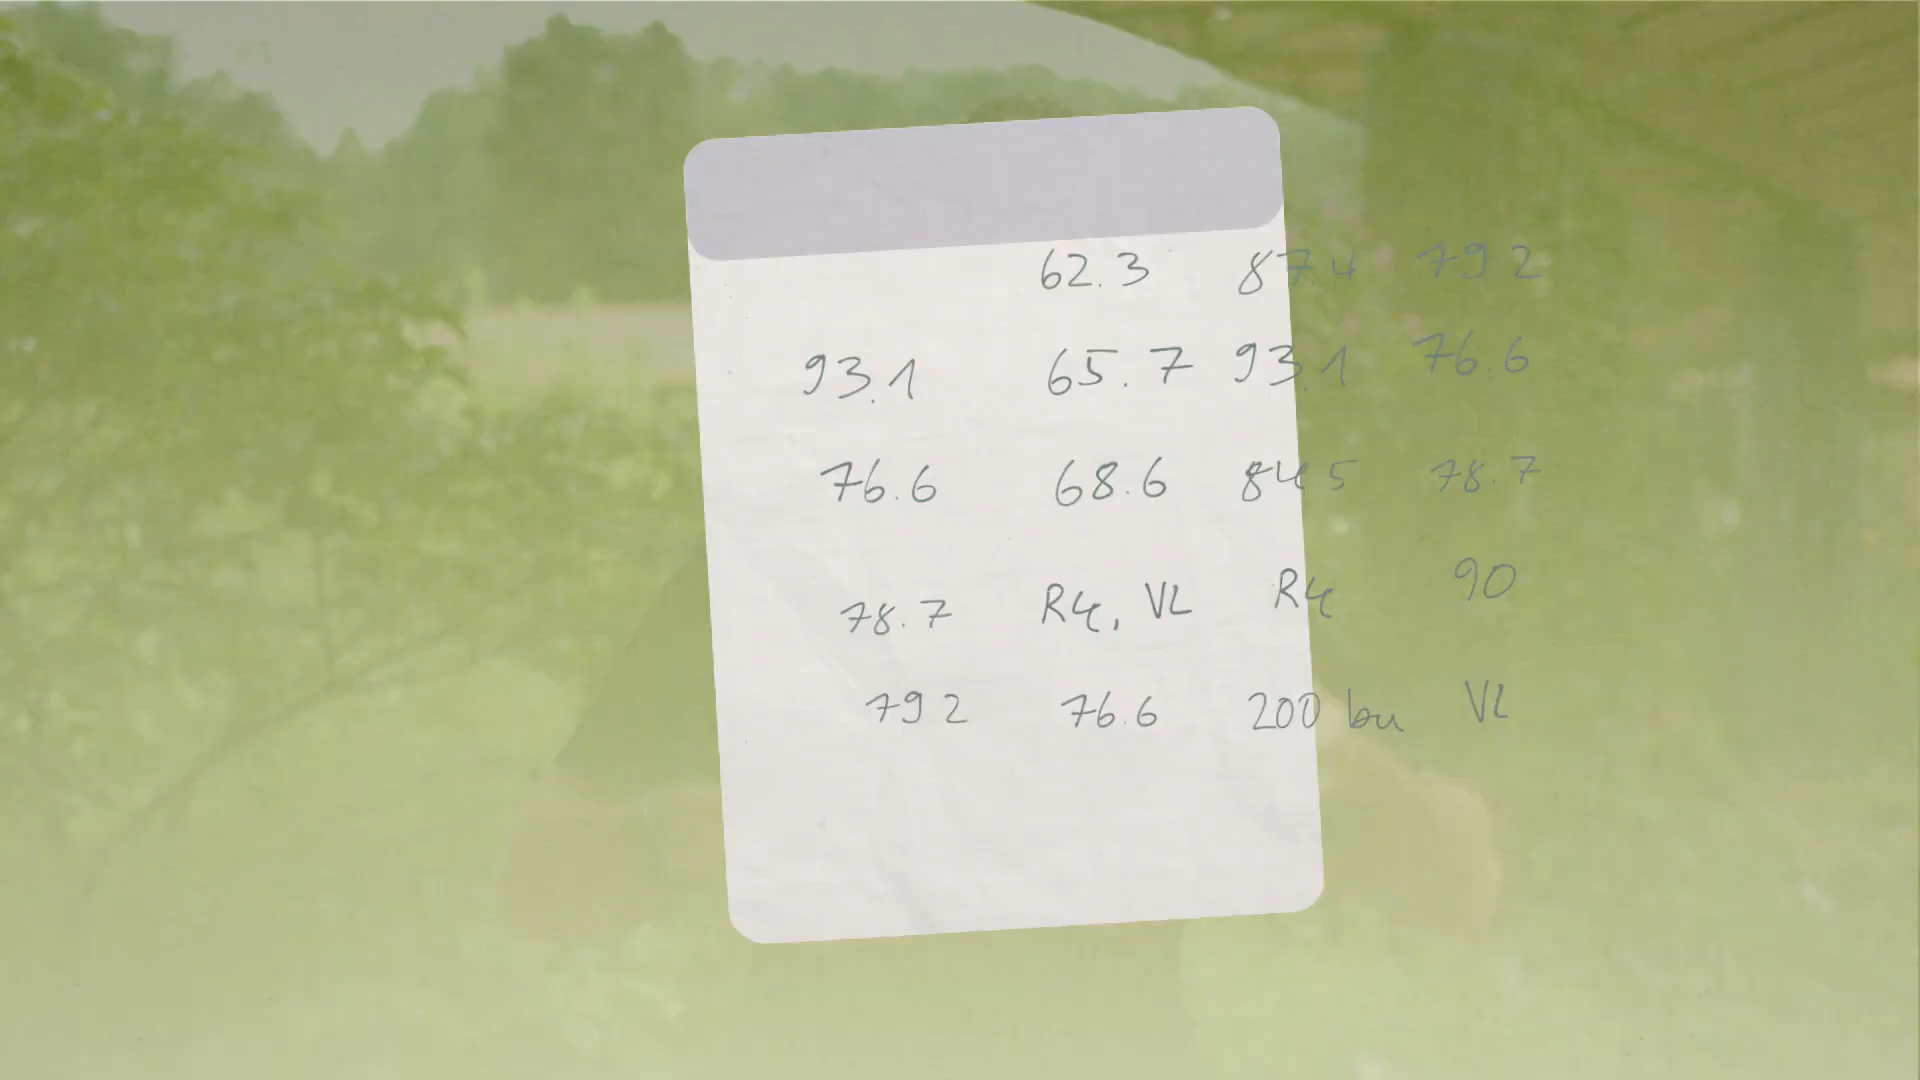 62.3 87.4 79 2
93.1 65.7 93.1 76.6
76.6 68.6 84 5 78.7
78.7 R4, VL R4 90
79 2 76.6 200 bu VL